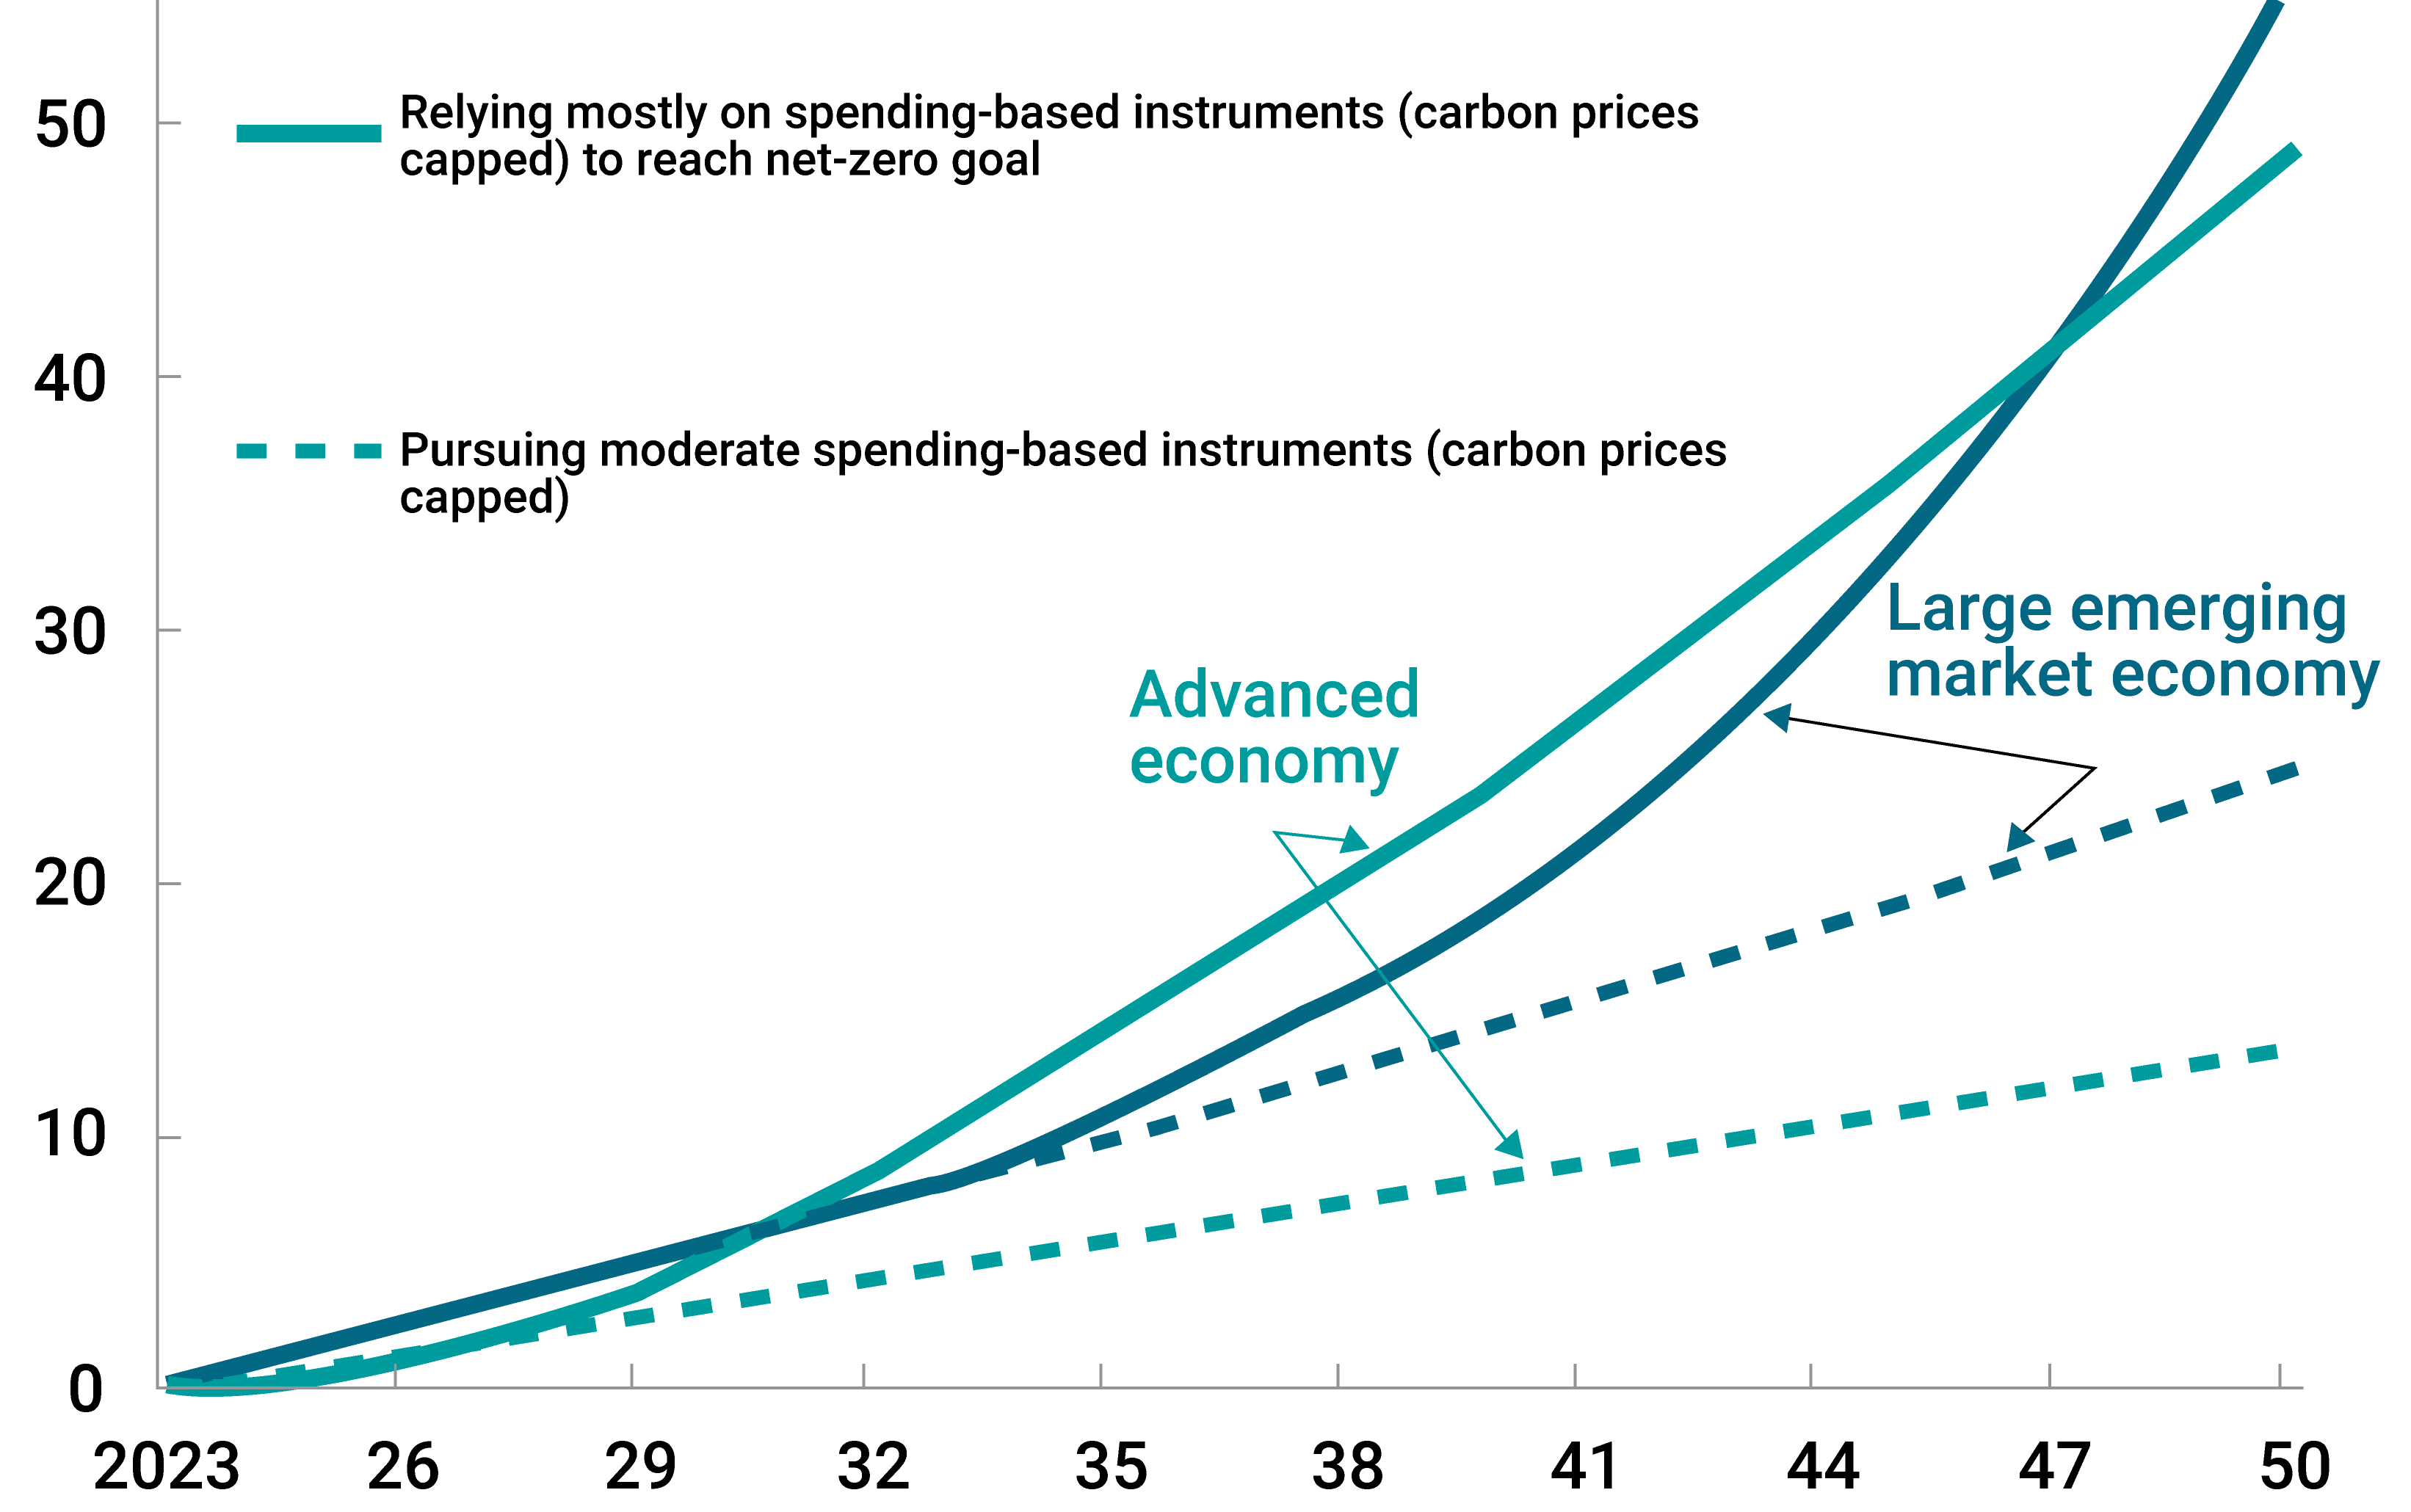 50
Relying mostly on spending-based instruments (carbon prices
capped) to reach net-zero goal
40
Pursuing moderate spending-based instruments (carbon prices
capped)
30
Large emerging
market economy
Advanced
economy
20
10
0
2023 26 29 32 35 38 41 44 47 50